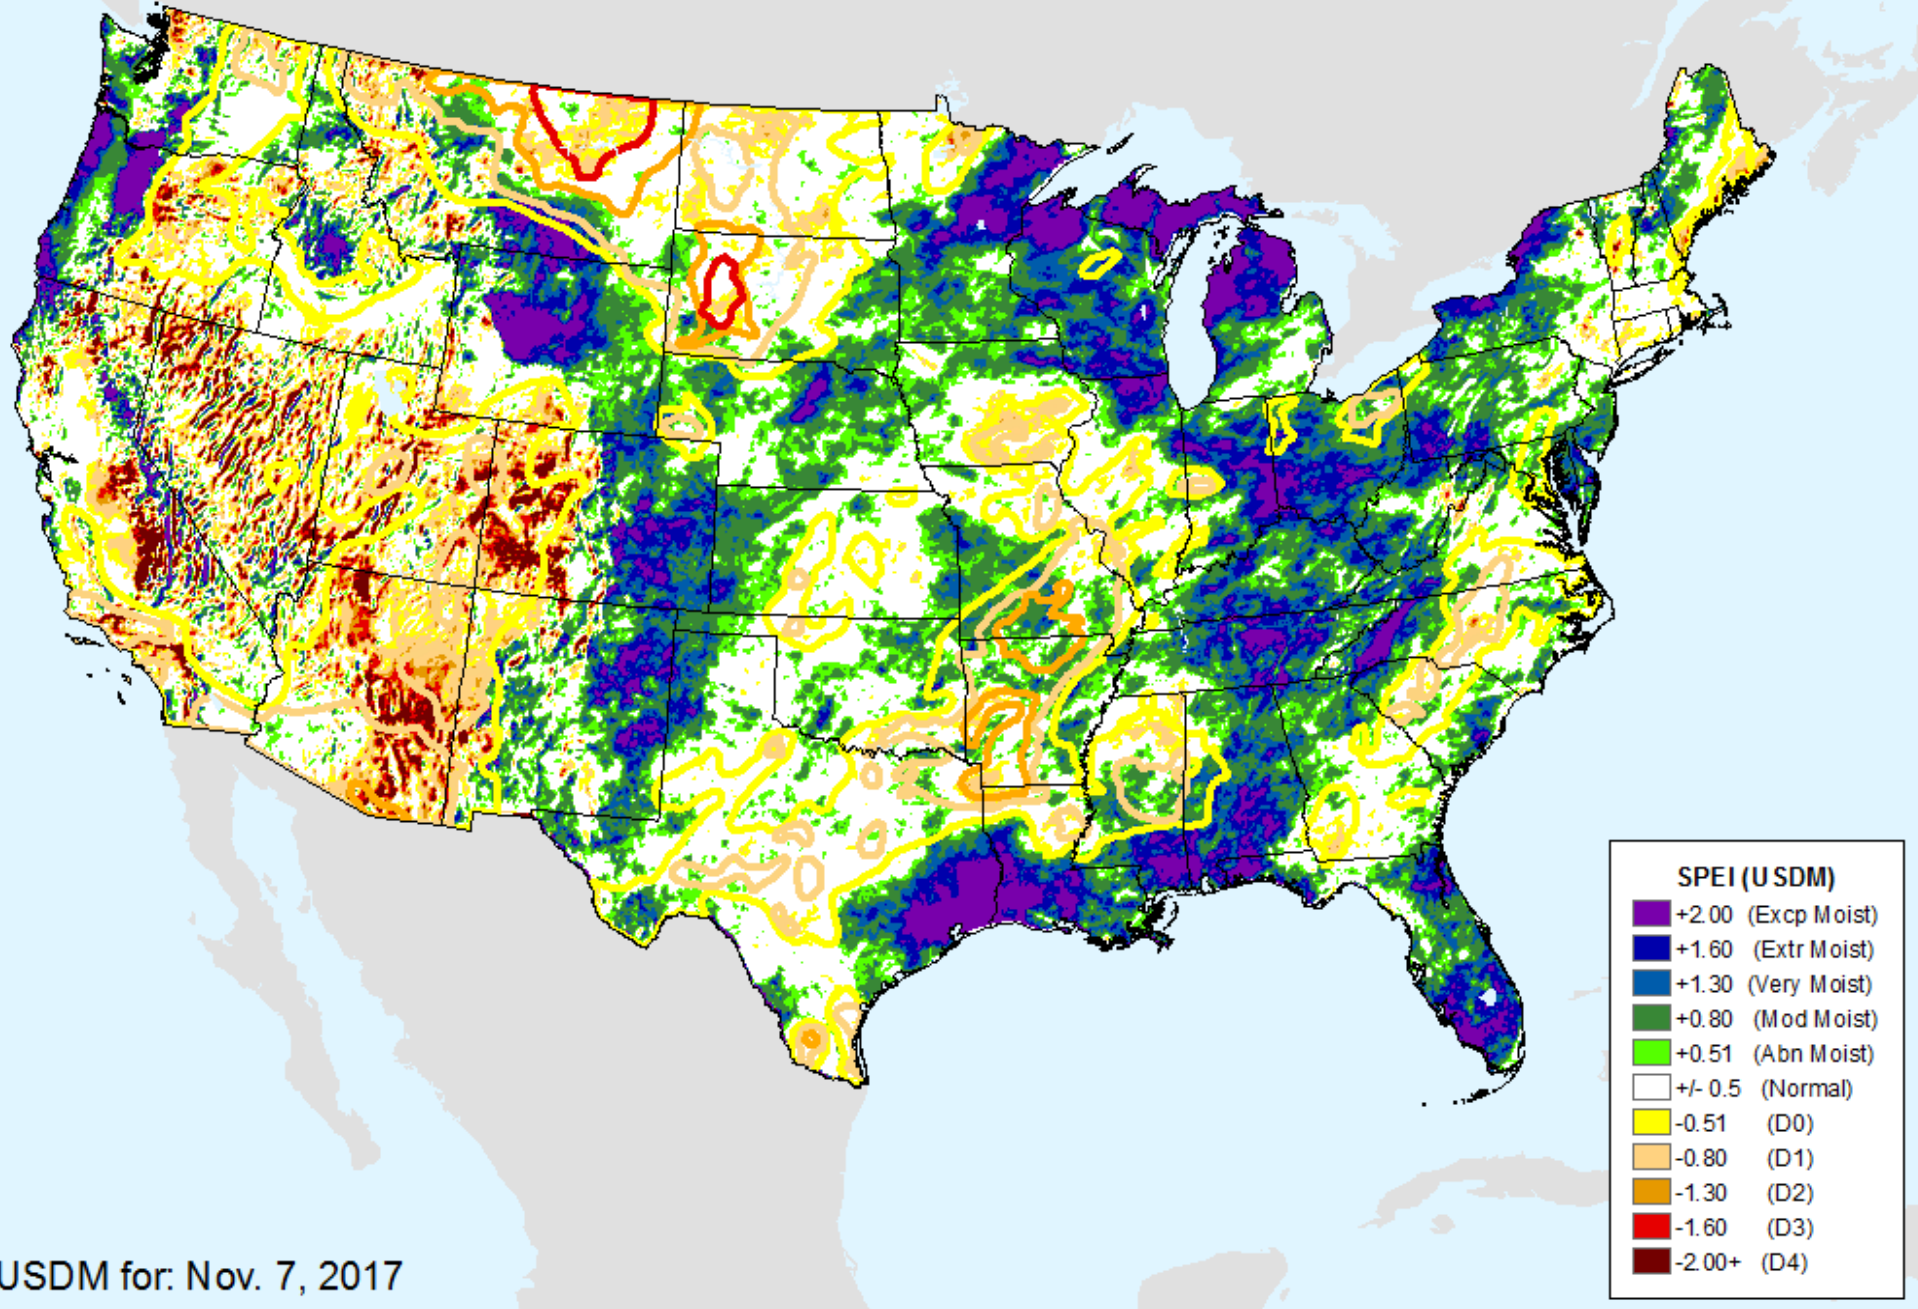 SPEI (USDM)
+2.00 (Excp Moist)
+1.60 (Extr Moist)
+1.30 (Very Moist)
+0.80 (Mod Moist)
+0.51 (Abn Moist)
+/- 0.5 (Normal)
-0.51 (D0)
-0.80 (D1)
-1.30 (D2)
-1.60 (D3)
-2.00+ (D4)
USDM for: Nov. 7, 2017